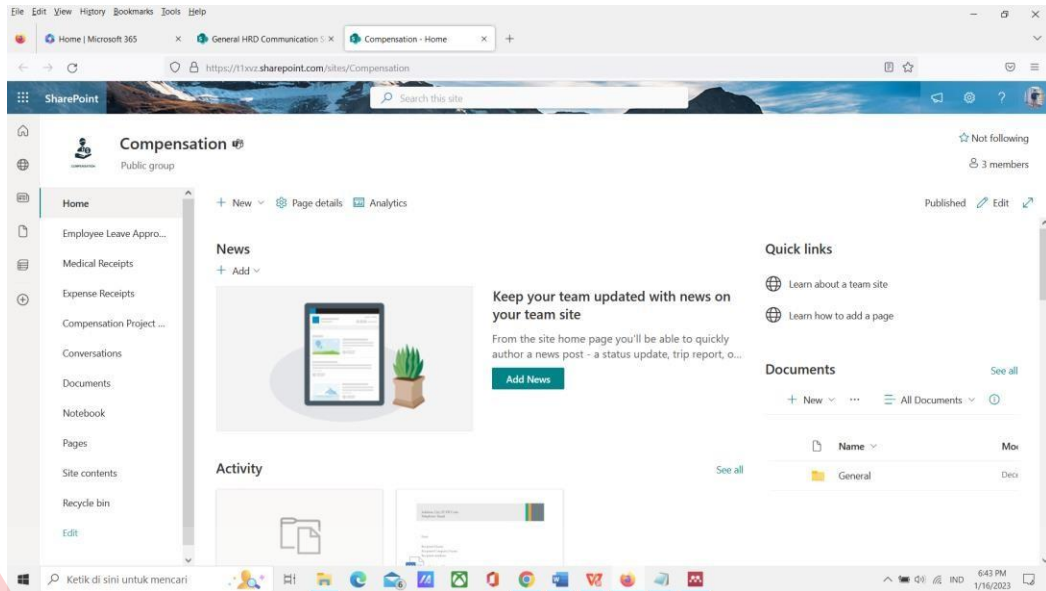 File Edit View History Bookmarks Tools Help
Home | Microsoft 365
General HRD Communication S
Compensation - Home
https://t1xvz.sharepoint.com/sites/Compensation
SharePoint
Search this site
Compensation
Public group
Not following
3 members
Home
Employee Leave Appro...
Medical Receipts
Expense Receipts
Compensation Project ...
Conversations
Documents
Notebook
Pages
Site contents
Recycle bin
Edit
+ New Page details Analytics
Published Edit
News
+ Add
Keep your team updated with news on
your team site
From the site home page you'll be able to quickly
author a news post - a status update, trip report, o...
Add News
Activity
See all
Quick links
Learn about a team site
Learn how to add a page
Documents
See all
+ New ... All Documents
Name Mo
General Dece
Ketik di sini untuk mencari
6
IND
6:43 PM
1/16/2023